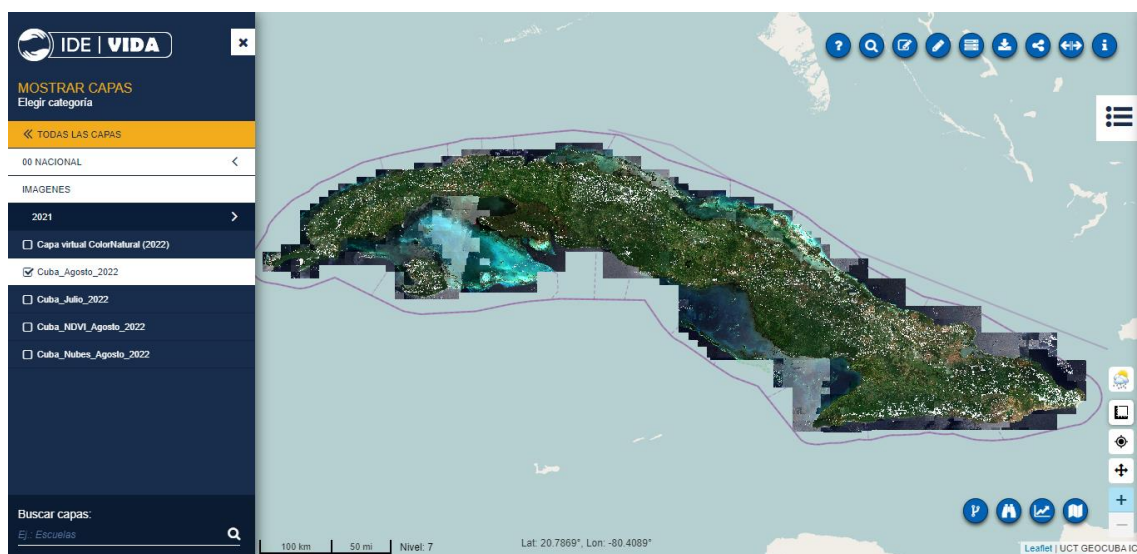 IDE | VIDA
×
MOSTRAR CAPAS
Elegir categoría
TODAS LAS CAPAS
00 NACIONAL
IMAGENES
2021
Capa virtual ColorNatural (2022)
Cuba_Agosto_2022
Cuba_Julio_2022
Cuba_NDVI_Agosto_2022
Cuba_Nubes_Agosto_2022
Buscar capas:
Ej.: Escuelas
100 km
50 mi
Nivel: 7
Lat: 20.7869°, Lon: -80.4089°
+
−
Leaflet | UCT GEOCUBA IC